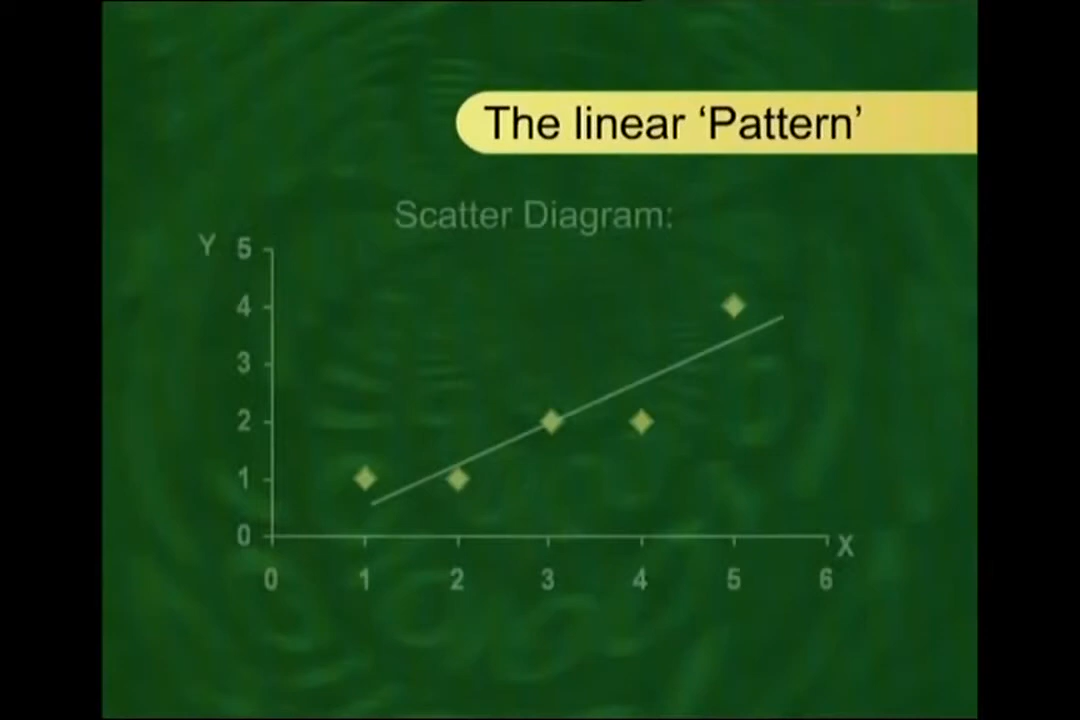 The linear ‘Pattern’
Scatter Diagram:
Y 5
4
3
2
1
0
X
0 1 2 3 4 5 6